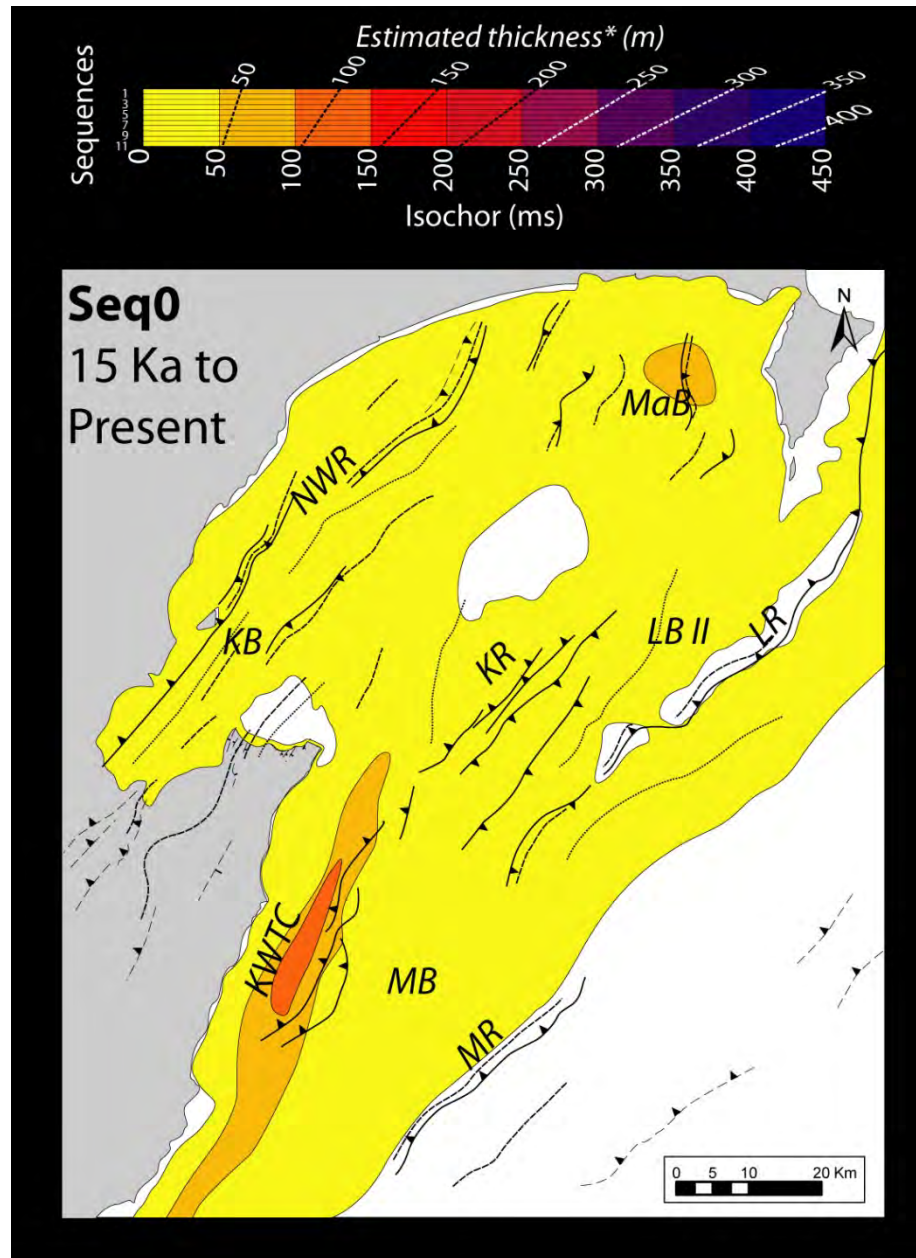 Estimated thickness* (m)
50 100 150 200 250 300 350 400
Sequences
1
3
5
7
9
11
0 50 100 150 200 250 300 350 400 450
Isochor (ms)
Seq0
15 Ka to
Present
N
MaB
NWR
KB
KR
LB II
LR
KWTC
MB
MR
0 5 10 20 Km